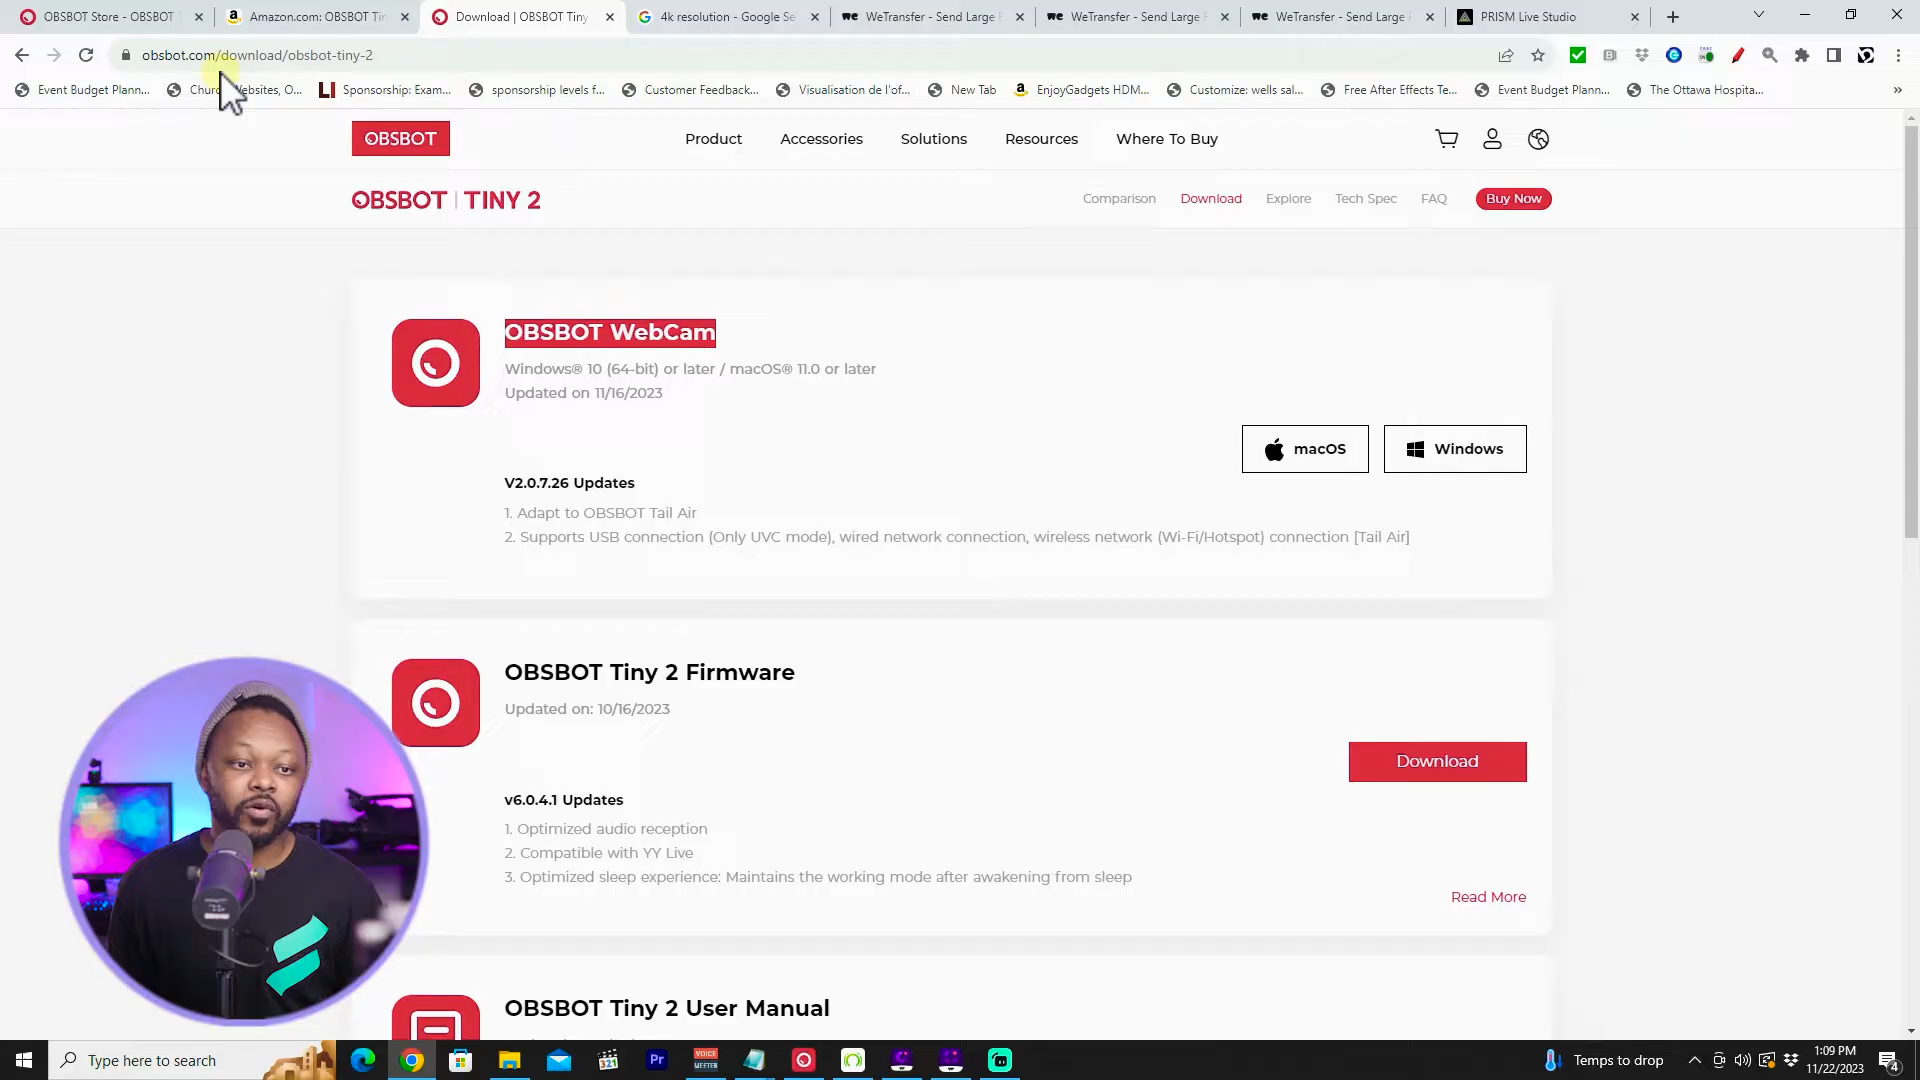 OBSBOT Store - OBSBOT
Amazon.com: OBSBOT Tin
Download | OBSBOT Tiny
4k resolution - Google Se
WeTransfer - Send Large F
WeTransfer - Send Large F
WeTransfer - Send Large F
PRISM Live Studio
obsbot.com/download/obsbot-tiny-2
Event Budget Plann...
Church Websites, O...
Sponsorship: Exam...
sponsorship levels f...
Customer Feedback...
Visualisation de l'of...
New Tab
EnjoyGadgets HDM...
Customize: wells sal...
Free After Effects Te...
Event Budget Plann...
The Ottawa Hospita...
OBSBOT
Product
Accessories
Solutions
Resources
Where To Buy
OBSBOT | TINY 2
Comparison
Download
Explore
Tech Spec
FAQ
Buy Now
OBSBOT WebCam
Windows® 10 (64-bit) or later / macOS® 11.0 or later
Updated on 11/16/2023
macOS
Windows
V2.0.7.26 Updates
1. Adapt to OBSBOT Tail Air
2. Supports USB connection (Only UVC mode), wired network connection, wireless network (Wi-Fi/Hotspot) connection [Tail Air]
OBSBOT Tiny 2 Firmware
Updated on: 10/16/2023
Download
v6.0.4.1 Updates
1. Optimized audio reception
2. Compatible with YY Live
3. Optimized sleep experience: Maintains the working mode after awakening from sleep
Read More
OBSBOT Tiny 2 User Manual
Type here to search
321
Pr
VOICE
MEETER
Temps to drop
1:09 PM
11/22/2023
4